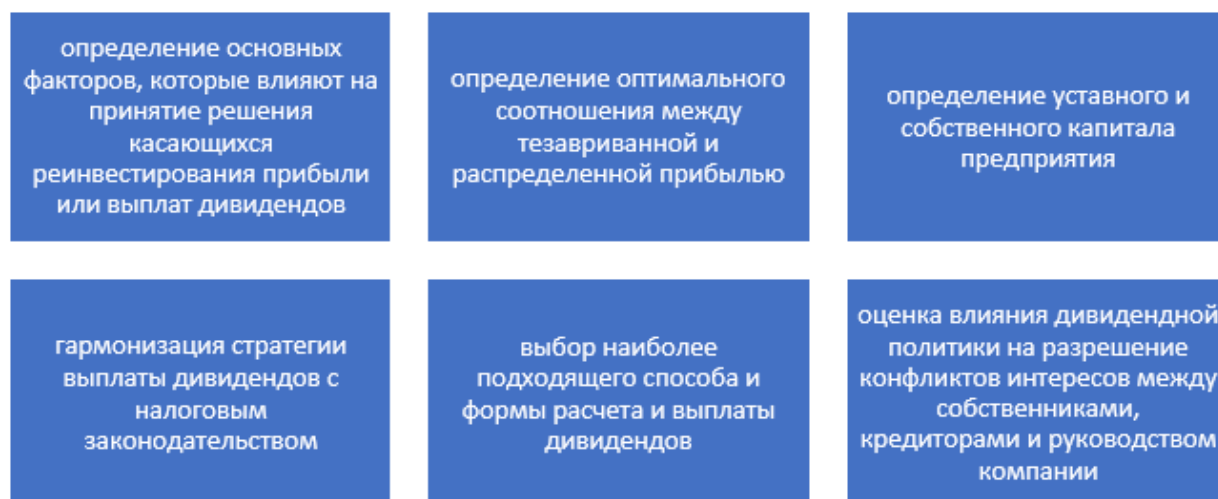 определение основных
факторов, которые влияют на
принятие решения
касающихся
реинвестирования прибыли
или выплат дивидендов
определение оптимального
соотношения между
тезавриванной и
распределенной прибылью
определение уставного и
собственного капитала
предприятия
гармонизация стратегии
выплаты дивидендов с
налоговым
законодательством
выбор наиболее
подходящего способа и
формы расчета и выплаты
дивидендов
оценка влияния дивидендной
политики на разрешение
конфликтов интересов между
собственниками,
кредиторами и руководством
компании